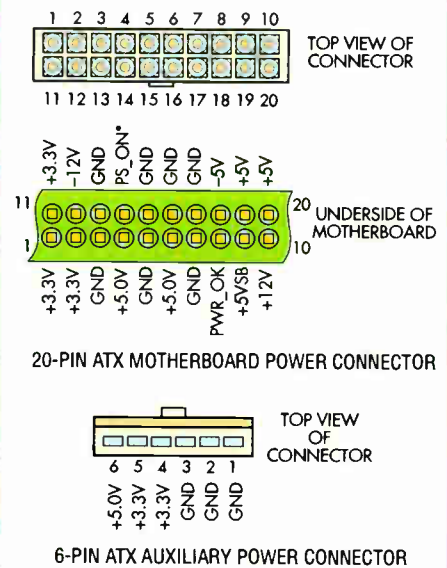 1 2 3 4 5 6 7 8 9 10
TOP VIEW OF
CONNECTOR
11 12 13 14 15 16 17 18 19 20
+3.3V -12V GND PS_ON* GND GND GND -5V +5V +5V
11 20
UNDERSIDE OF
MOTHERBOARD
1 10
+3.3V +3.3V GND +5.0V GND +5.0V GND PWR_OK +5VSB +12V
20-PIN ATX MOTHERBOARD POWER CONNECTOR
TOP VIEW
OF
CONNECTOR
6 5 4 3 2 1
+5.0V +3.3V +3.3V GND GND GND
6-PIN ATX AUXILIARY POWER CONNECTOR